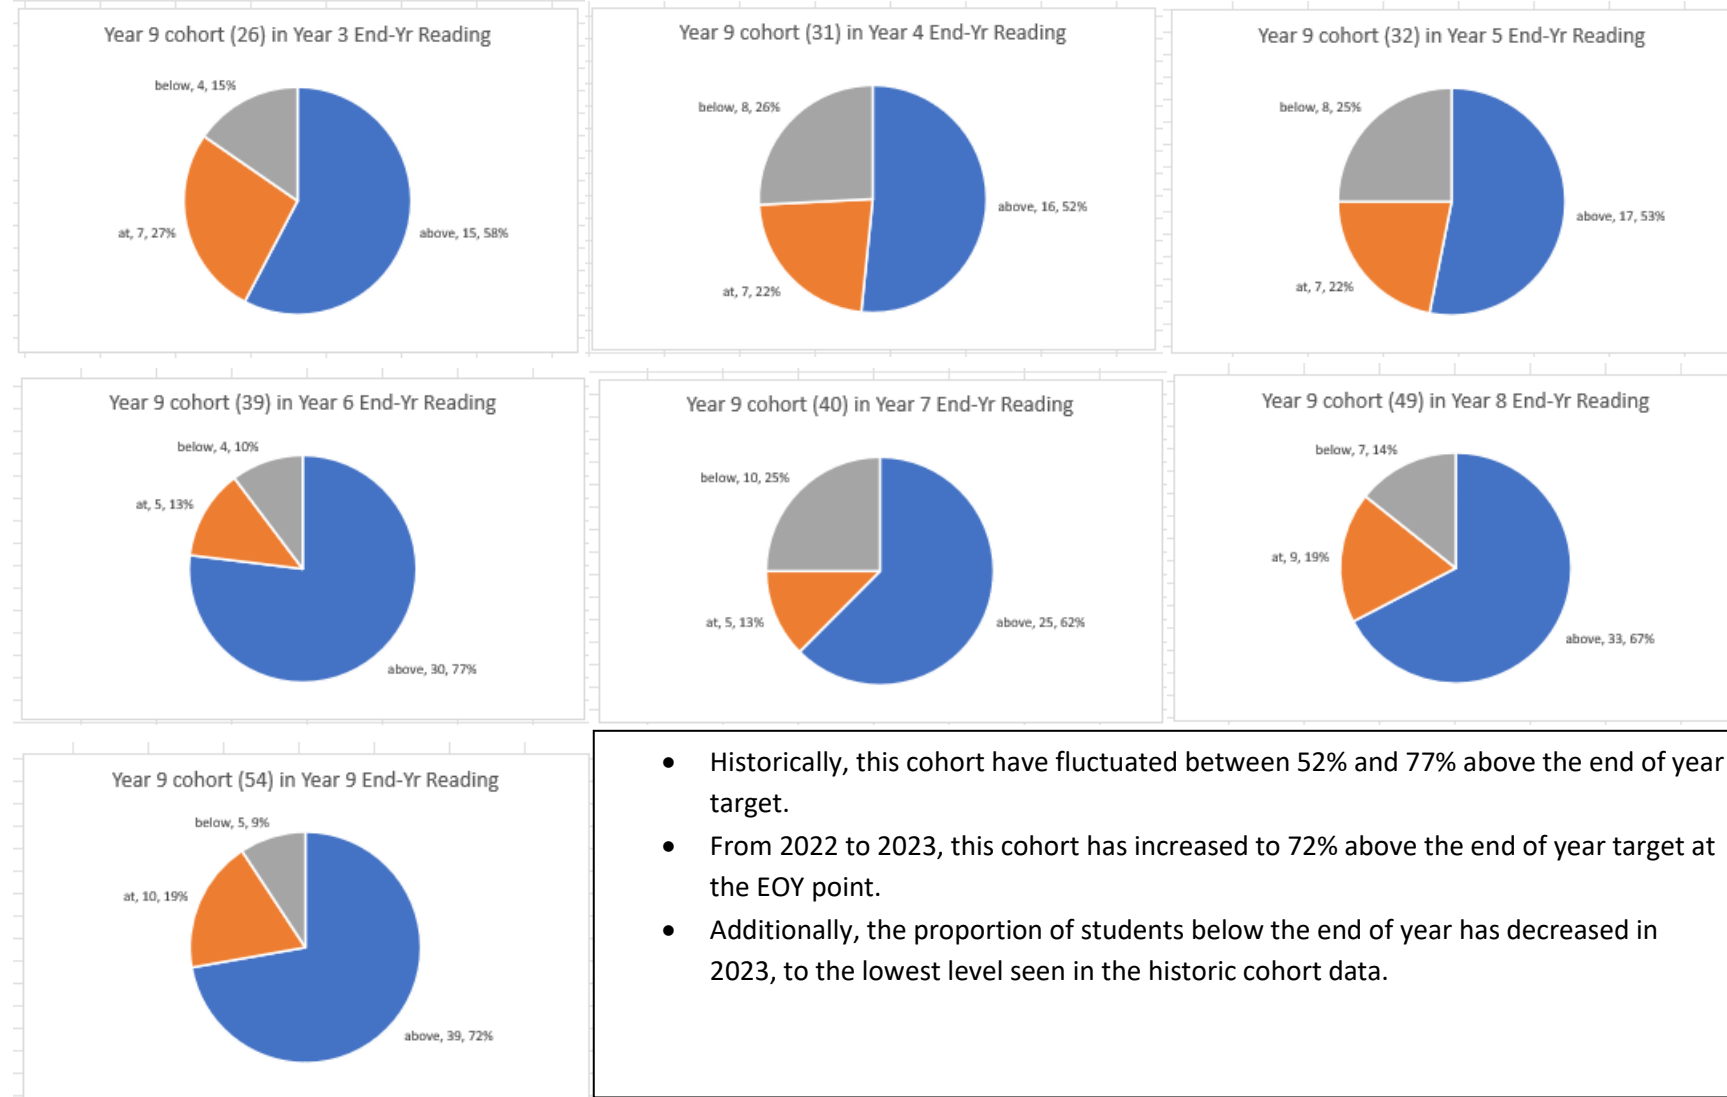 Year 9 cohort (26) in Year 3 End-Yr Reading
below, 4, 15%
at, 7, 27%
above, 15, 58%
Year 9 cohort (31) in Year 4 End-Yr Reading
below, 8, 26%
above, 16, 52%
at, 7, 22%
Year 9 cohort (32) in Year 5 End-Yr Reading
below, 8, 25%
above, 17, 53%
at, 7, 22%
Year 9 cohort (39) in Year 6 End-Yr Reading
below, 4, 10%
at, 5, 13%
above, 30, 77%
Year 9 cohort (40) in Year 7 End-Yr Reading
below, 10, 25%
at, 5, 13%
above, 25, 62%
Year 9 cohort (49) in Year 8 End-Yr Reading
below, 7, 14%
at, 9, 19%
above, 33, 67%
Year 9 cohort (54) in Year 9 End-Yr Reading
below, 5, 9%
at, 10, 19%
above, 39, 72%
• Historically, this cohort have fluctuated between 52% and 77% above the end of year
target.
• From 2022 to 2023, this cohort has increased to 72% above the end of year target at
the EOY point.
• Additionally, the proportion of students below the end of year has decreased in
2023, to the lowest level seen in the historic cohort data.